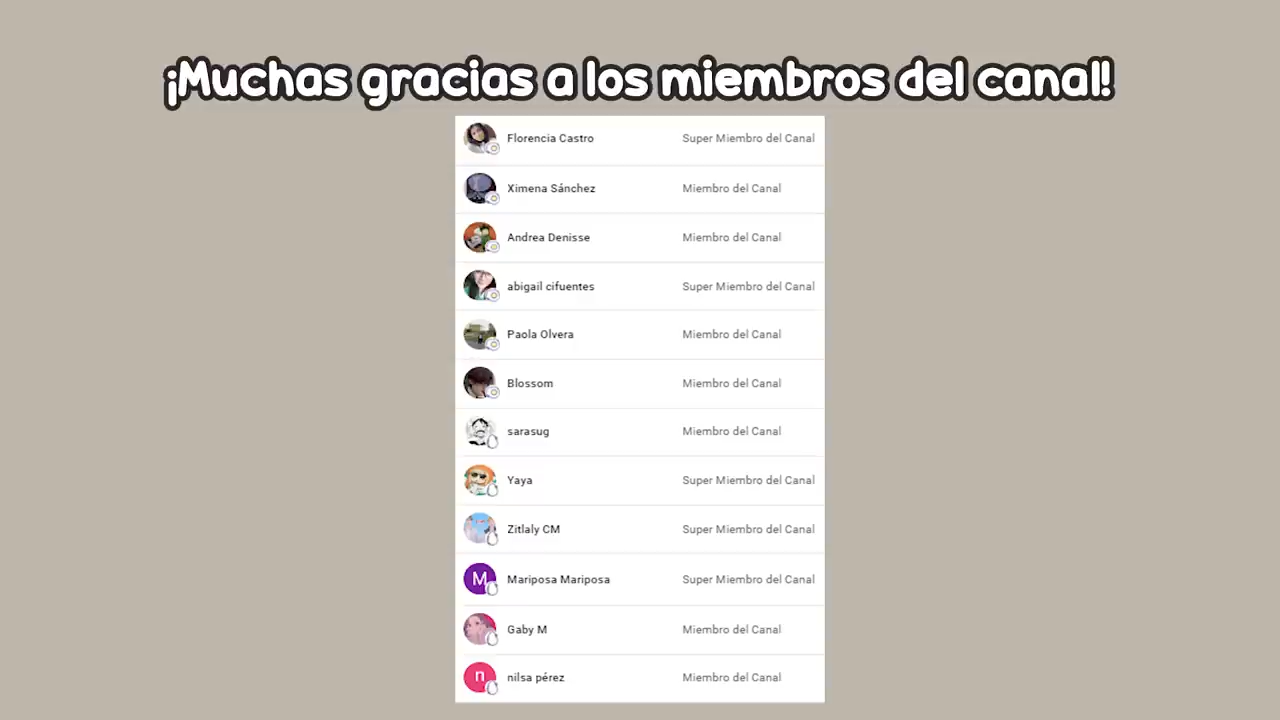 ¡Muchas gracias a los miembros del canal!
Florencia Castro Super Miembro del Canal
Ximena Sánchez Miembro del Canal
Andrea Denisse Miembro del Canal
abigail cifuentes Super Miembro del Canal
Paola Olvera Miembro del Canal
Blossom Miembro del Canal
sarasug Miembro del Canal
Yaya Super Miembro del Canal
Zitlaly CM Super Miembro del Canal
M Mariposa Mariposa Super Miembro del Canal
Gaby M Miembro del Canal
n nilsa pérez Miembro del Canal